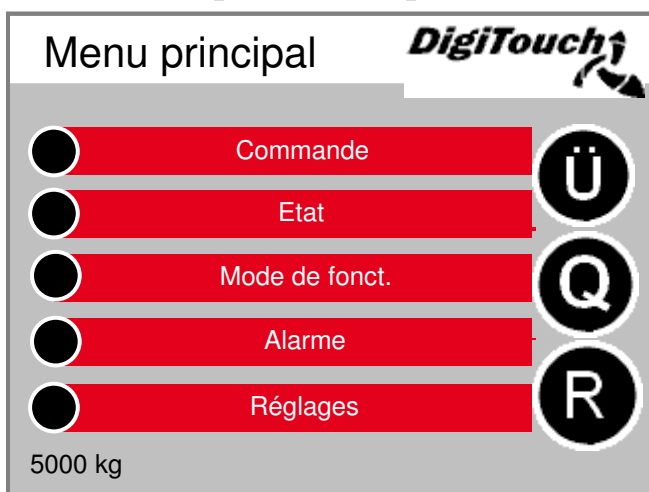 Menu principal
DigiTouch
Commande
Ü
Etat
Mode de fonct.
Q
Alarme
Réglages
R
5000 kg